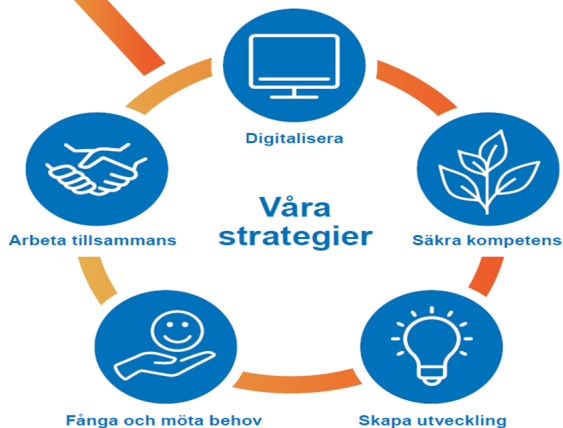 Digitalisera
Våra
strategier
Arbeta tillsammans
Säkra kompetens
Fånga och möta behov
Skapa utveckling